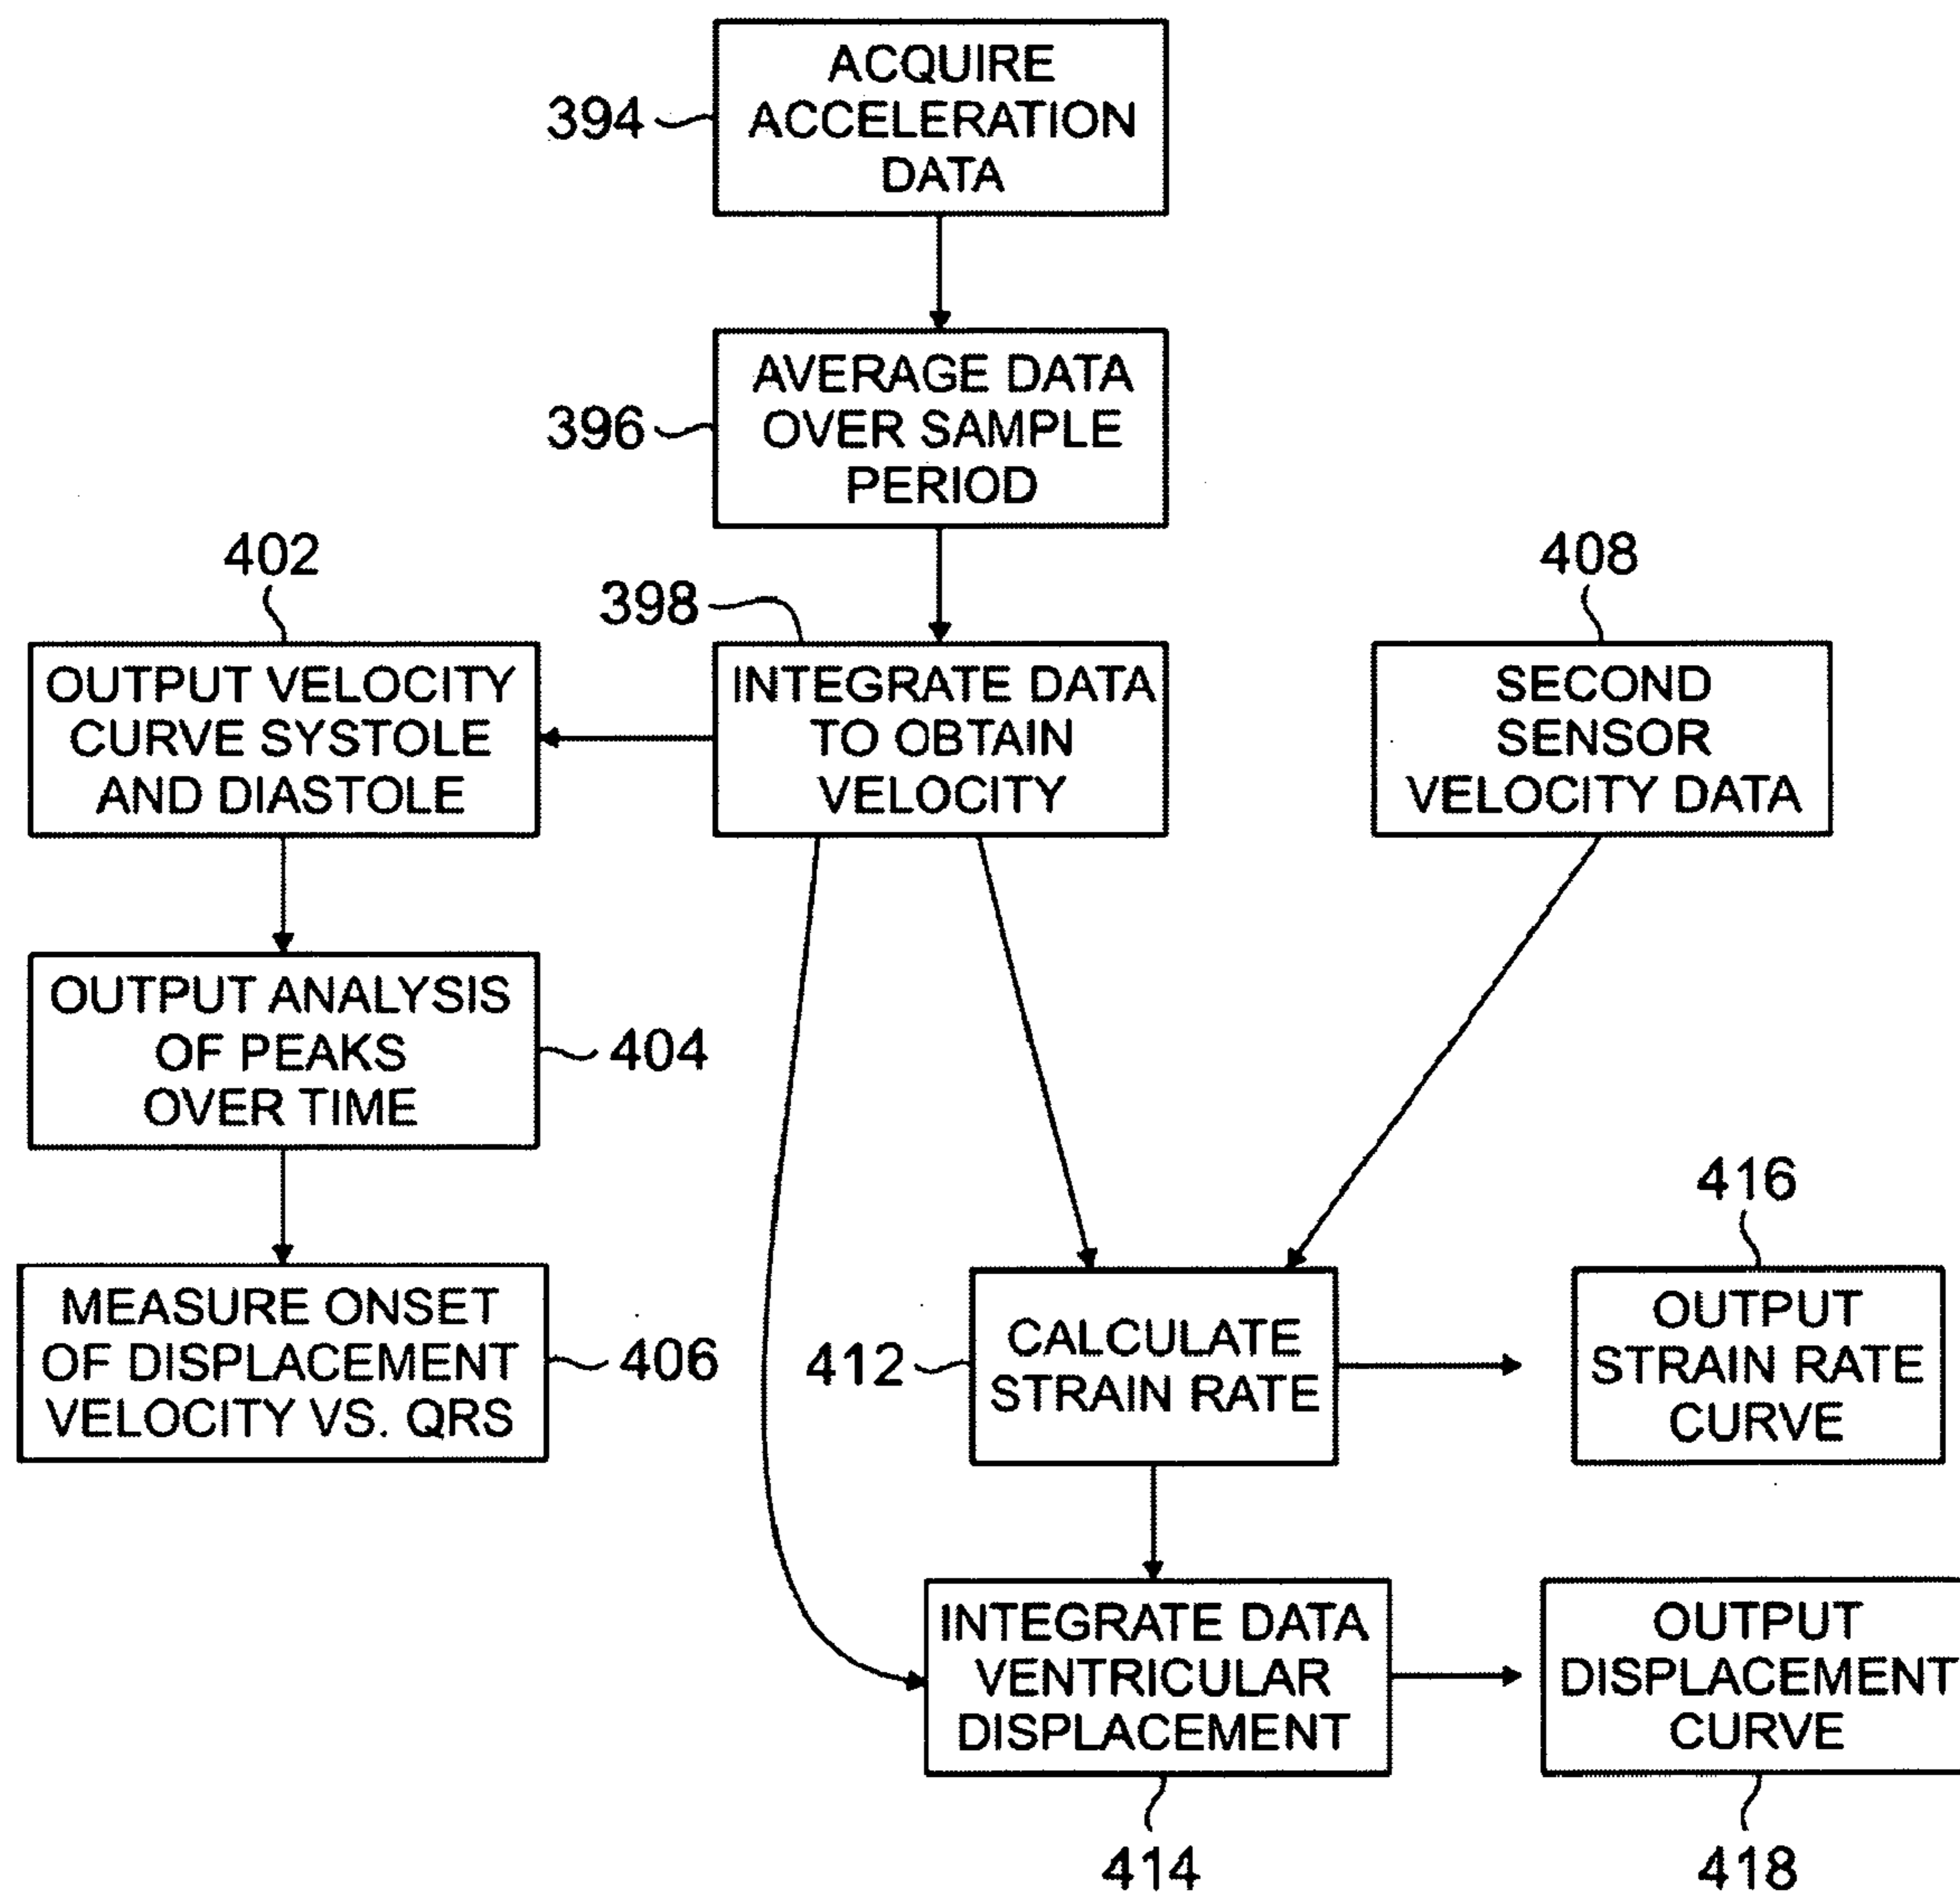 ACQUIRE
ACCELERATION
DATA
394
AVERAGE DATA
OVER SAMPLE
PERIOD
396
402
398
408
OUTPUT VELOCITY
CURVE SYSTOLE
AND DIASTOLE
INTEGRATE DATA
TO OBTAIN
VELOCITY
SECOND
SENSOR
VELOCITY DATA
OUTPUT ANALYSIS
OF PEAKS
OVER TIME
404
416
MEASURE ONSET
OF DISPLACEMENT
VELOCITY VS. QRS
406
412
CALCULATE
STRAIN RATE
OUTPUT
STRAIN RATE
CURVE
INTEGRATE DATA
VENTRICULAR
DISPLACEMENT
OUTPUT
DISPLACEMENT
CURVE
414
418